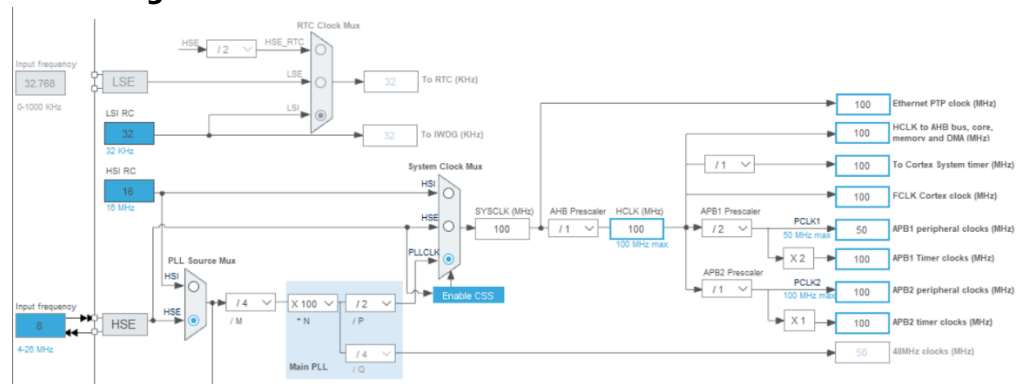 RTC Clock Mux
HSE
/ 2
HSE_RTC
Input frequency
32.768
0-1000 KHz
LSE
LSE
32
To RTC (KHz)
LSI
LSI RC
32
32 KHz
32
To IWDG (KHz)
HSI RC
16
16 MHz
System Clock Mux
HSI
HSE
PLLCLK
Enable CSS
SYSCLK (MHz)
100
AHB Prescaler
/ 1
HCLK (MHz)
100
100 MHz max
100
Ethernet PTP clock (MHz)
100
HCLK to AHB bus, core,
memory and DMA (MHz)
/ 1
100
To Cortex System timer (MHz)
100
FCLK Cortex clock (MHz)
APB1 Prescaler
/ 2
PCLK1
50 MHz max
50
APB1 peripheral clocks (MHz)
X 2
100
APB1 Timer clocks (MHz)
APB2 Prescaler
/ 1
PCLK2
100 MHz max
100
APB2 peripheral clocks (MHz)
X 1
100
APB2 timer clocks (MHz)
50
48MHz clocks (MHz)
PLL Source Mux
HSI
HSE
Input frequency
8
4-26 MHz
HSE
/ 4
/ M
X 100
* N
/ 2
/ P
/ 4
/ Q
Main PLL